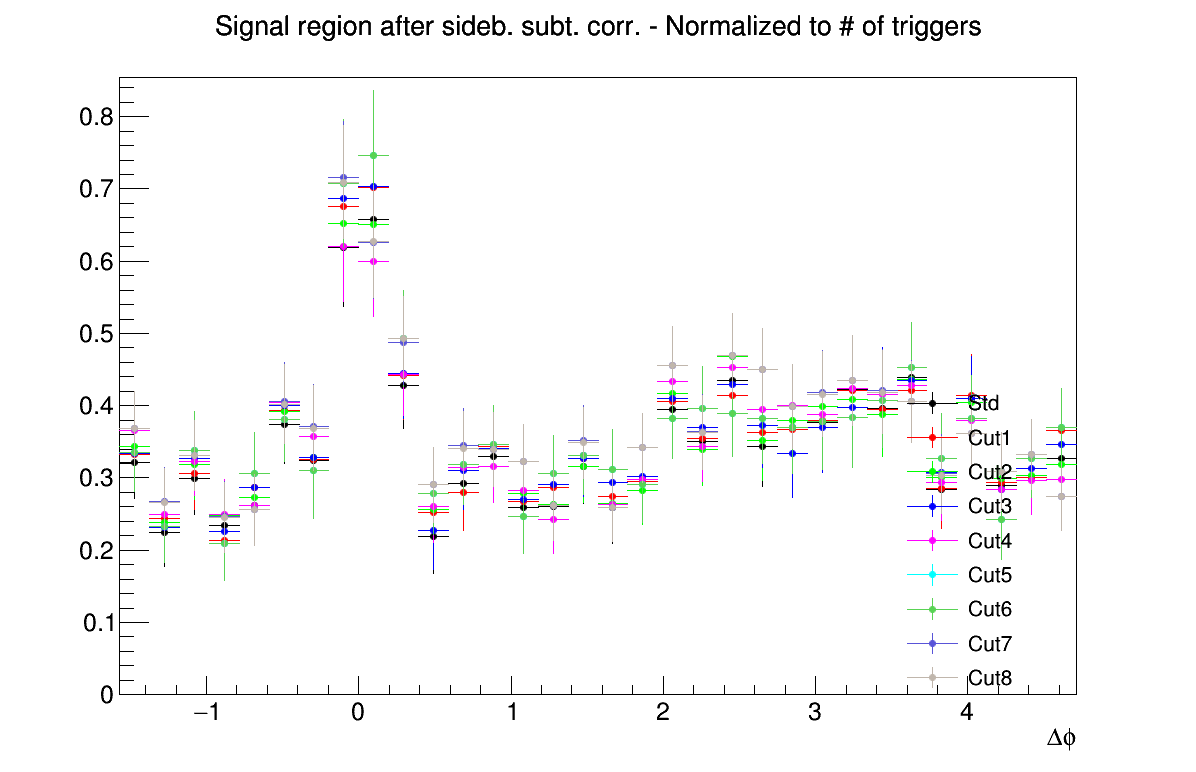 Signal region after sideb. subt. corr. - Normalized to # of triggers
0.8
0.7
0.6
0.5
0.4
0.3
0.2
0.1
0
−1
0
1
2
3
4
Δϕ
Std
Cut1
Cut2
Cut3
Cut4
Cut5
Cut6
Cut7
Cut8